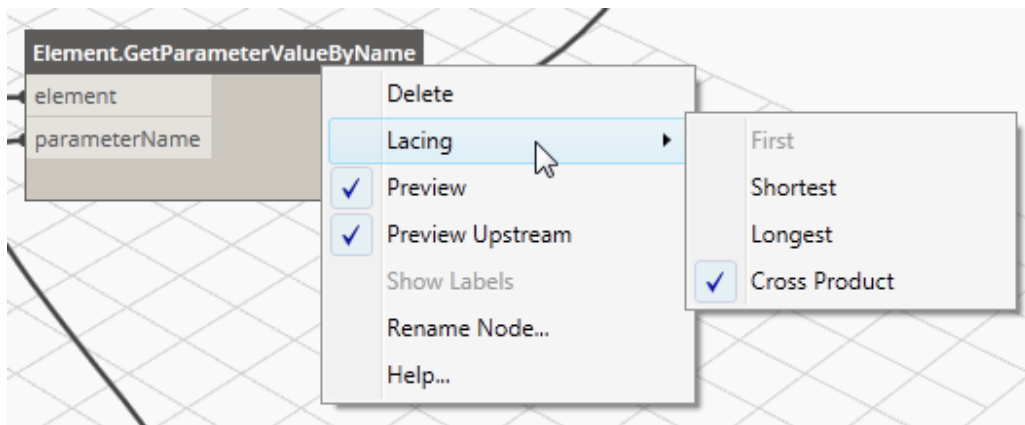 Element.GetParameterValueByName
element
parameterName
Delete
Lacing
Preview
Preview Upstream
Show Labels
Rename Node...
Help...
First
Shortest
Longest
Cross Product